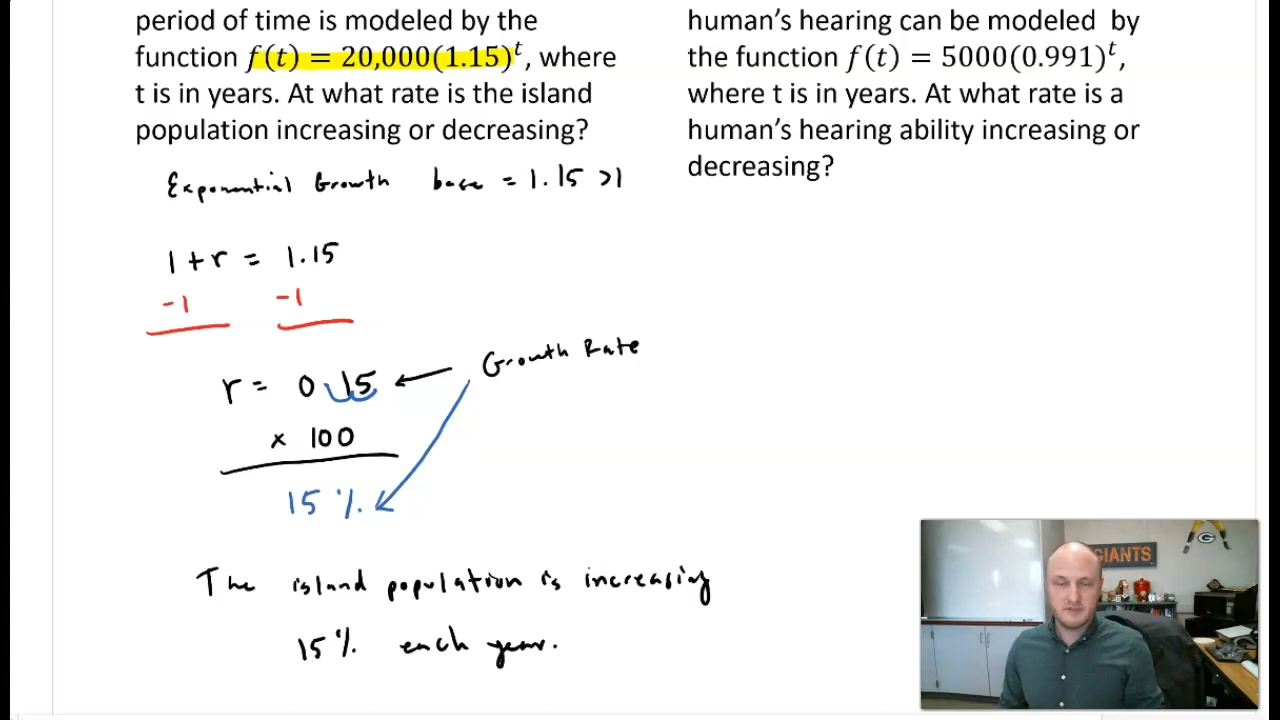 period of time is modeled by the
function f(t) = 20,000(1.15)^t, where
t is in years. At what rate is the island
population increasing or decreasing?
Exponential Growth base = 1.15 >1
1 + r = 1.15
-1 -1
r = 0.15 Growth Rate
x 100
15 %
The island population is increasing
15 % each year.
human's hearing can be modeled by
the function f(t) = 5000(0.991)^t,
where t is in years. At what rate is a
human's hearing ability increasing or
decreasing?
GIANTS
G